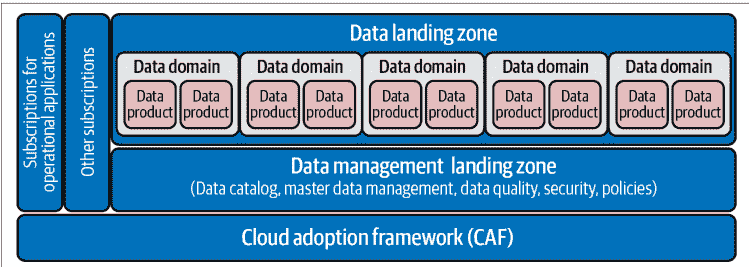 Subscriptions for
operational applications
Other subscriptions
Data landing zone
Data domain
Data
product
Data
product
Data domain
Data
product
Data
product
Data domain
Data
product
Data
product
Data domain
Data
product
Data
product
Data domain
Data
product
Data
product
Data management landing zone
(Data catalog, master data management, data quality, security, policies)
Cloud adoption framework (CAF)